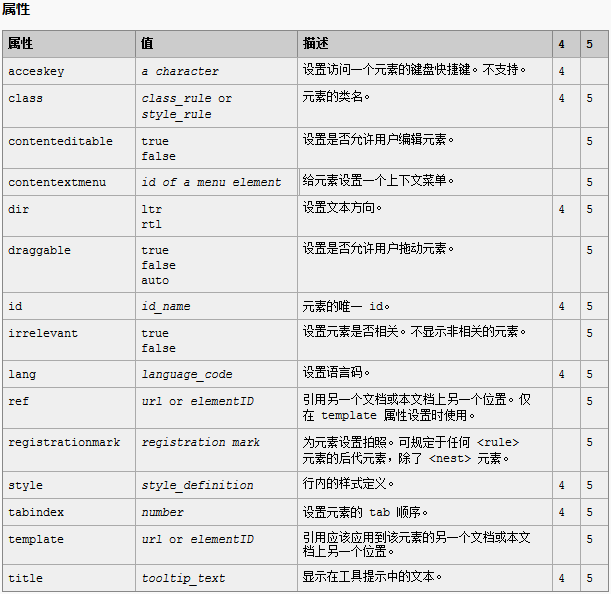 属性
属性 值 描述 4 5
acceskey a character 设置访问一个元素的键盘快捷键。不支持。 4
class class_rule or 元素的类名。 4 5
style_rule
contenteditable true 设置是否允许用户编辑元素。 5
false
contentextmenu id of a menu element 给元素设置一个上下文菜单。 5
dir ltr 设置文本方向。 4 5
rtl
draggable true 设置是否允许用户拖动元素。 5
false
auto
id id_name 元素的唯一 id。 4 5
irrelevant true 设置元素是否相关。不显示非相关的元素。 5
false
lang language_code 设置语言码。 4 5
ref url or elementID 引用另一个文档或本文档上另一个位置。仅 5
在 template 属性设置时使用。
registrationmark registration mark 为元素设置拍照。可规定于任何 <rule> 5
元素的后代元素，除了 <nest> 元素。
style style_definition 行内的样式定义。 4 5
tabindex number 设置元素的 tab 顺序。 4 5
template url or elementID 引用应该应用到该元素的另一个文档或本文 5
档上另一个位置。
title tooltip_text 显示在工具提示中的文本。 4 5